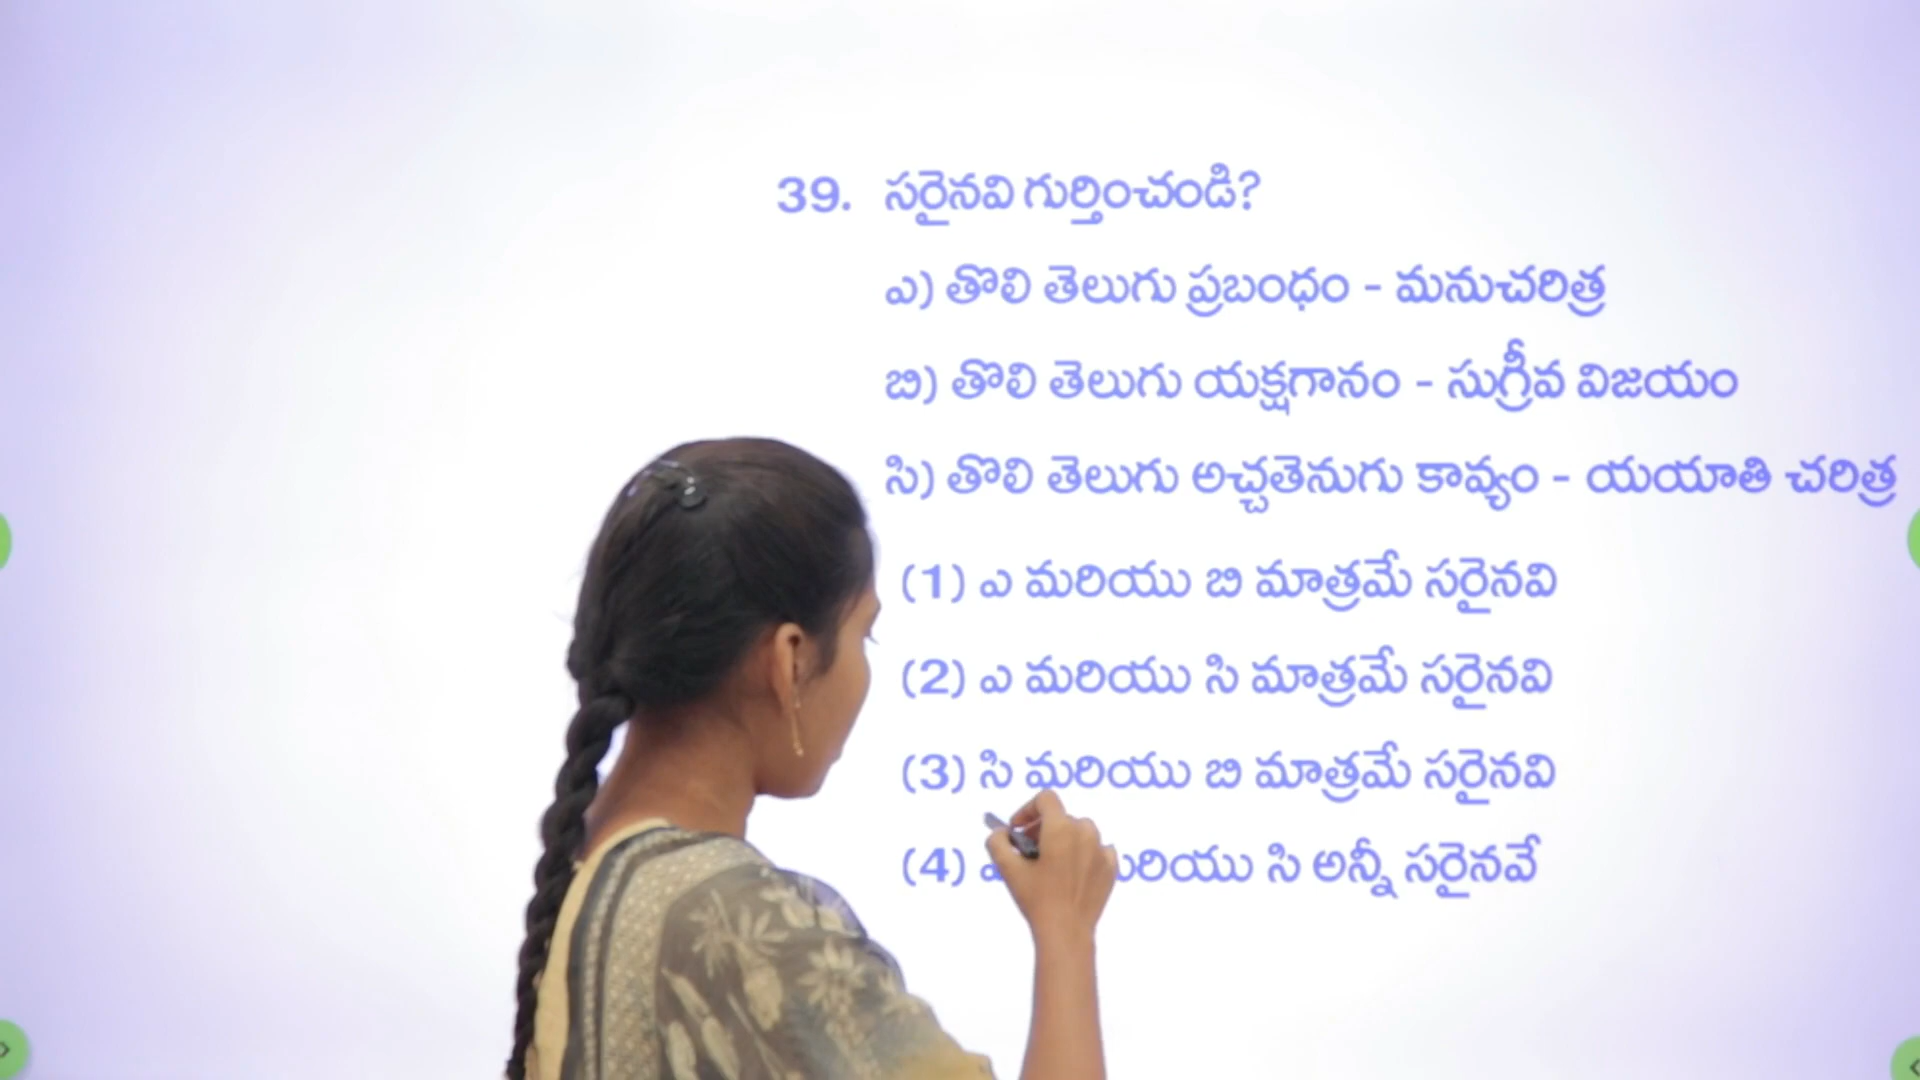 39. సరైనవి గుర్తించండి?
ఎ) తొలి తెలుగు ప్రబంధం - మనుచరిత్ర
బి) తొలి తెలుగు యక్షగానం - సుగ్రీవ విజయం
సి) తొలి తెలుగు అచ్చతెనుగు కావ్యం - యయాతి చరిత్ర
(1) ఎ మరియు బి మాత్రమే సరైనవి
(2) ఎ మరియు సి మాత్రమే సరైనవి
(3) సి మరియు బి మాత్రమే సరైనవి
(4) సి అన్నీ సరైనవే